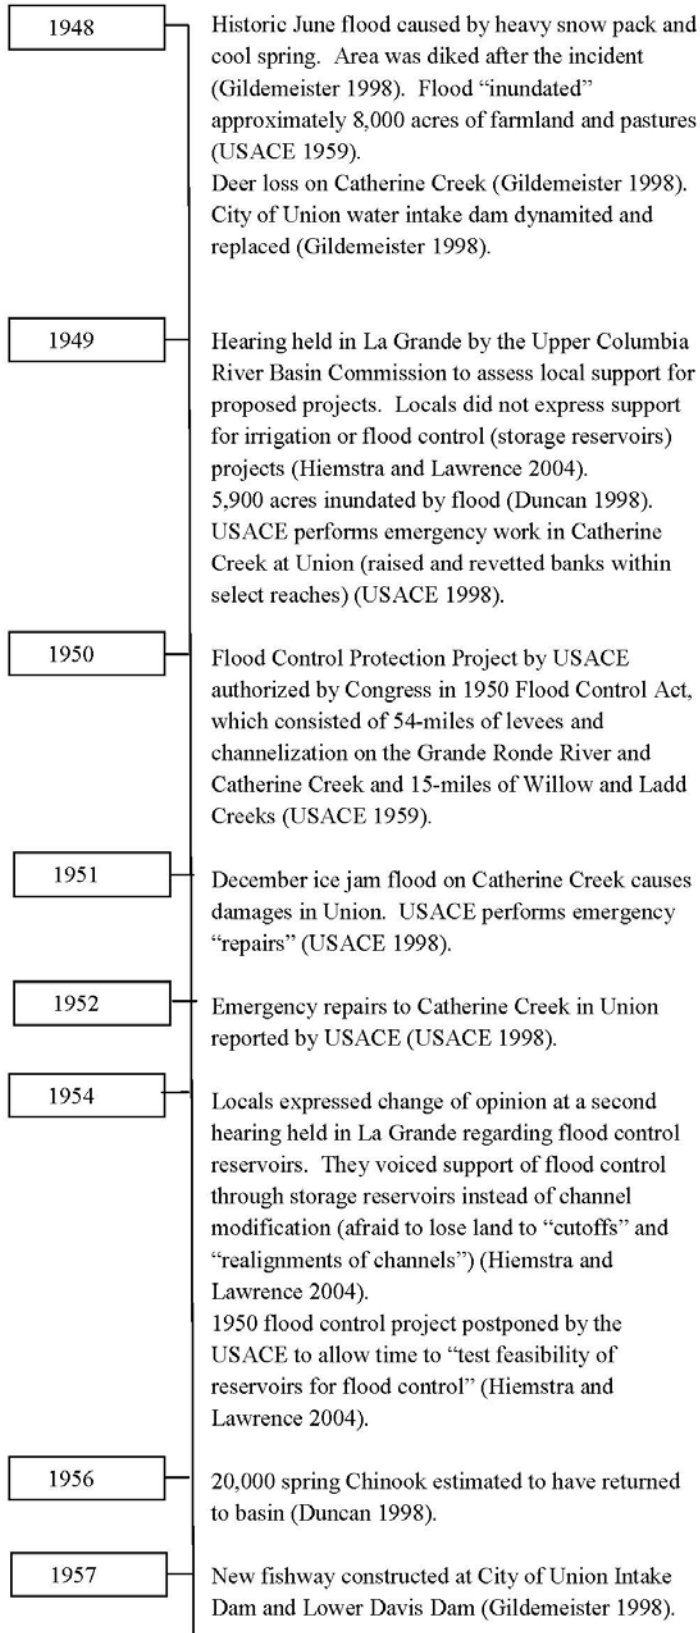 1948
Historic June flood caused by heavy snow pack and
cool spring.  Area was diked after the incident
(Gildemeister 1998).  Flood “inundated”
approximately 8,000 acres of farmland and pastures
(USACE 1959).
Deer loss on Catherine Creek (Gildemeister 1998).
City of Union water intake dam dynamited and
replaced (Gildemeister 1998).
1949
Hearing held in La Grande by the Upper Columbia
River Basin Commission to assess local support for
proposed projects.  Locals did not express support
for irrigation or flood control (storage reservoirs)
projects (Hiemstra and Lawrence 2004).
5,900 acres inundated by flood (Duncan 1998).
USACE performs emergency work in Catherine
Creek at Union (raised and revetted banks within
select reaches) (USACE 1998).
1950
Flood Control Protection Project by USACE
authorized by Congress in 1950 Flood Control Act,
which consisted of 54-miles of levees and
channelization on the Grande Ronde River and
Catherine Creek and 15-miles of Willow and Ladd
Creeks (USACE 1959).
1951
December ice jam flood on Catherine Creek causes
damages in Union.  USACE performs emergency
“repairs” (USACE 1998).
1952
Emergency repairs to Catherine Creek in Union
reported by USACE (USACE 1998).
1954
Locals expressed change of opinion at a second
hearing held in La Grande regarding flood control
reservoirs.  They voiced support of flood control
through storage reservoirs instead of channel
modification (afraid to lose land to “cutoffs” and
“realignments of channels”) (Hiemstra and
Lawrence 2004).
1950 flood control project postponed by the
USACE to allow time to “test feasibility of
reservoirs for flood control” (Hiemstra and
Lawrence 2004).
1956
20,000 spring Chinook estimated to have returned
to basin (Duncan 1998).
1957
New fishway constructed at City of Union Intake
Dam and Lower Davis Dam (Gildemeister 1998).